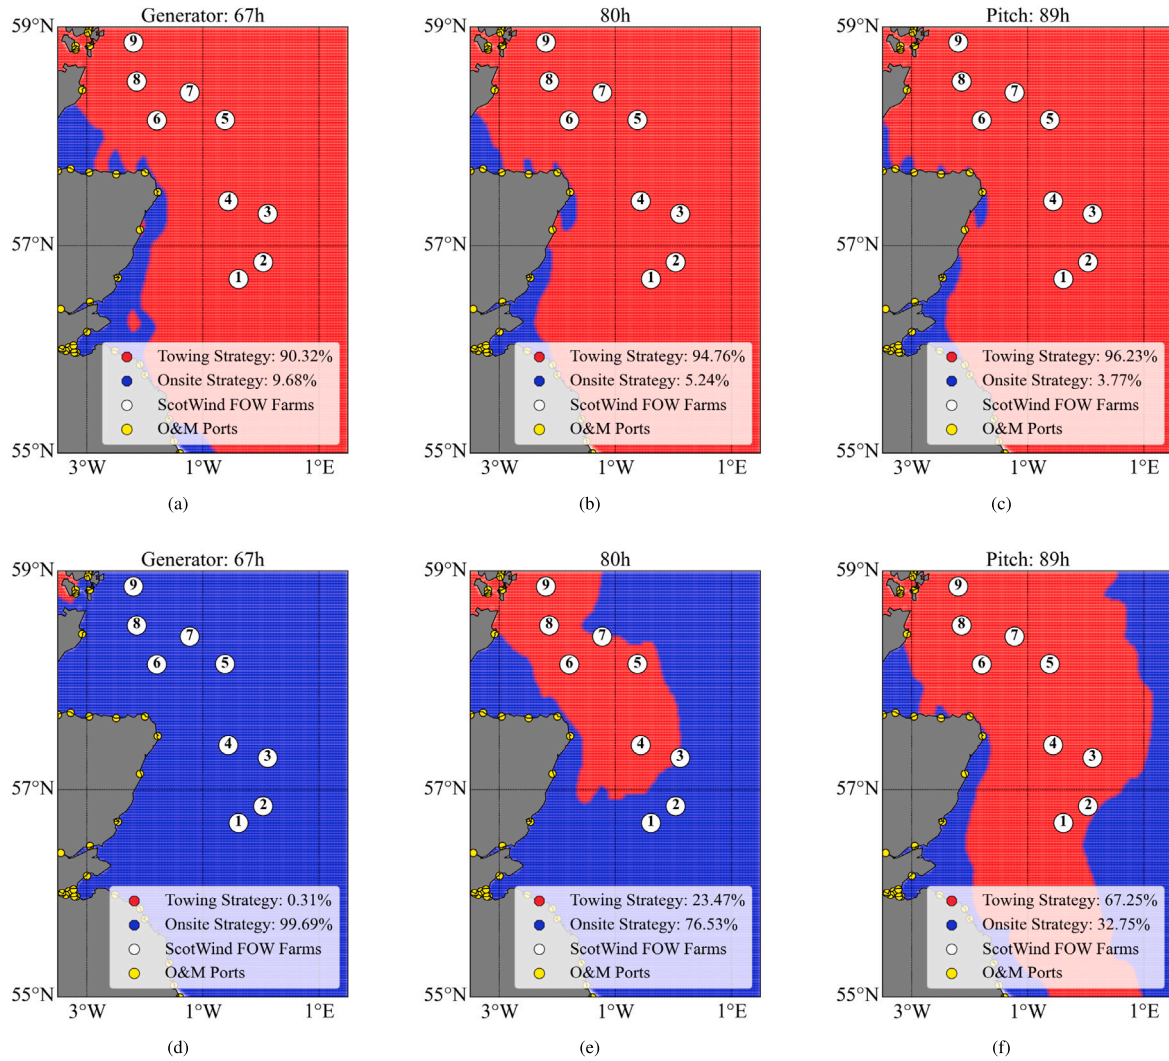 Generator: 67h
80h
Pitch: 89h
59°N
9
8
7
6
5
4
3
57°N
2
1
Towing Strategy: 90.32%
Onsite Strategy: 9.68%
ScotWind FOW Farms
O&M Ports
55°N
3°W
1°W
1°E
(a)
59°N
9
8
7
6
5
4
3
57°N
2
1
Towing Strategy: 94.76%
Onsite Strategy: 5.24%
ScotWind FOW Farms
O&M Ports
55°N
3°W
1°W
1°E
(b)
59°N
9
8
7
6
5
4
3
57°N
2
1
Towing Strategy: 96.23%
Onsite Strategy: 3.77%
ScotWind FOW Farms
O&M Ports
55°N
3°W
1°W
1°E
(c)
Generator: 67h
80h
Pitch: 89h
59°N
9
8
7
6
5
4
3
57°N
2
1
Towing Strategy: 0.31%
Onsite Strategy: 99.69%
ScotWind FOW Farms
O&M Ports
55°N
3°W
1°W
1°E
(d)
59°N
9
8
7
6
5
4
3
57°N
2
1
Towing Strategy: 23.47%
Onsite Strategy: 76.53%
ScotWind FOW Farms
O&M Ports
55°N
3°W
1°W
1°E
(e)
59°N
9
8
7
6
5
4
3
57°N
2
1
Towing Strategy: 67.25%
Onsite Strategy: 32.75%
ScotWind FOW Farms
O&M Ports
55°N
3°W
1°W
1°E
(f)